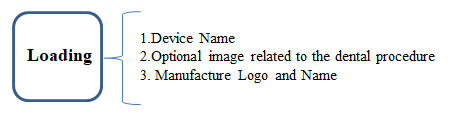 Loading
1.Device Name
2.Optional image related to the dental procedure
3. Manufacture Logo and Name